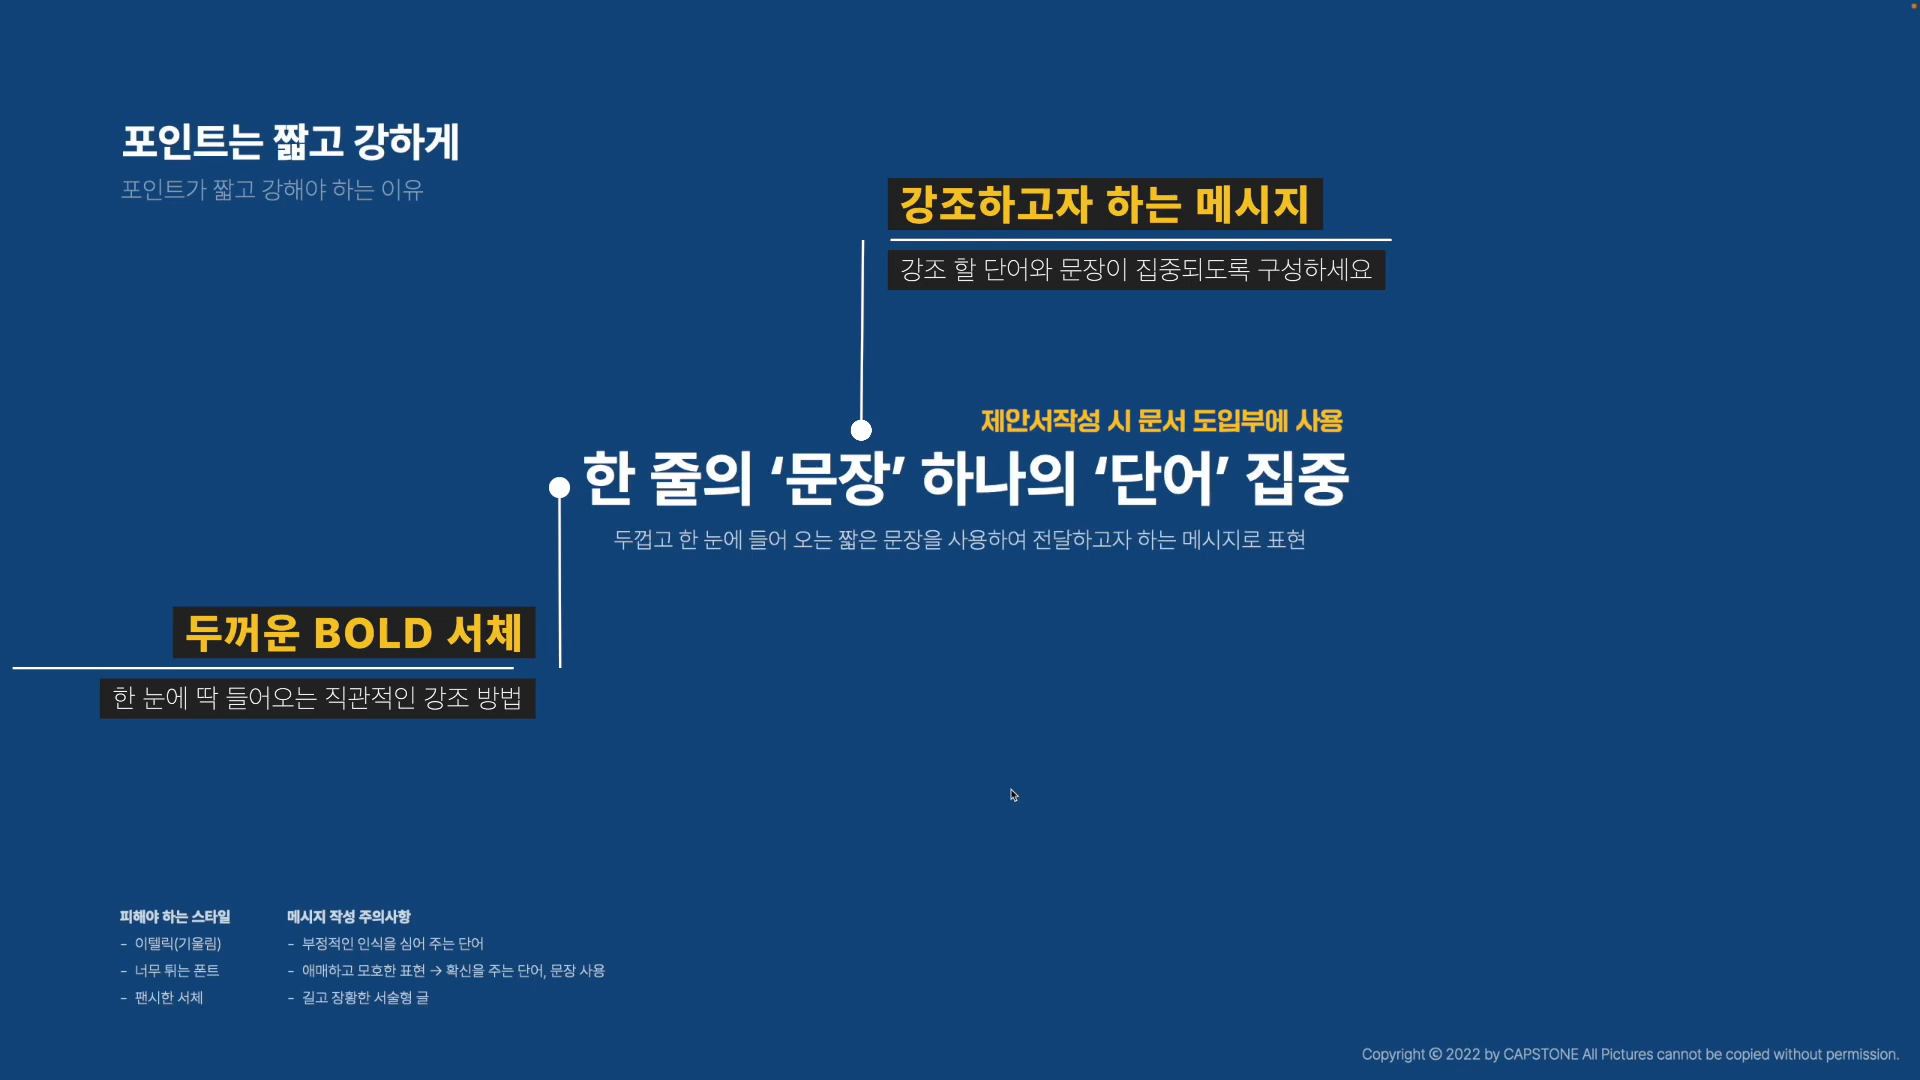 포인트는 짧고 강하게
포인트가 짧고 강해야 하는 이유
강조하고자 하는 메시지
강조 할 단어와 문장이 집중되도록 구성하세요
제안서작성 시 문서 도입부에 사용
한 줄의 ‘문장’ 하나의 ‘단어’ 집중
두껍고 한 눈에 들어 오는 짧은 문장을 사용하여 전달하고자 하는 메시지로 표현
두꺼운 BOLD 서체
한 눈에 딱 들어오는 직관적인 강조 방법
피해야 하는 스타일
- 이텔릭(기울림)
- 너무 튀는 폰트
- 팬시한 서체
메시지 작성 주의사항
- 부정적인 인식을 심어 주는 단어
- 애매하고 모호한 표현 → 확신을 주는 단어, 문장 사용
- 길고 장황한 서술형 글
Copyright © 2022 by CAPSTONE All Pictures cannot be copied without permission.